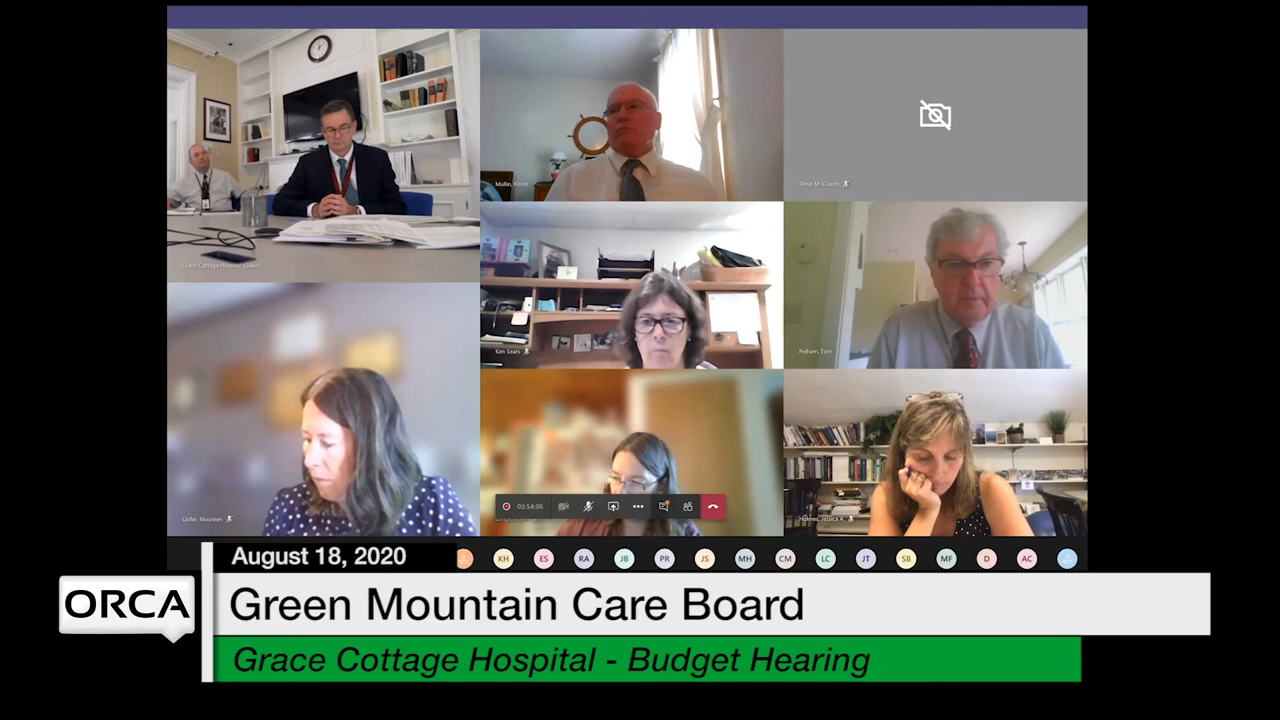 Mullin, Kevin
Steve M (Guest)
Grace Cottage Hospital (Guest)
Kim Sears
Pelham, Tom
Usifer, Maureen
03:54:06
Holmes, Jessica A.
KH ES RA JB PR JS MH CM LC JT SB MF D AC
August 18, 2020
ORCA
Green Mountain Care Board
Grace Cottage Hospital - Budget Hearing